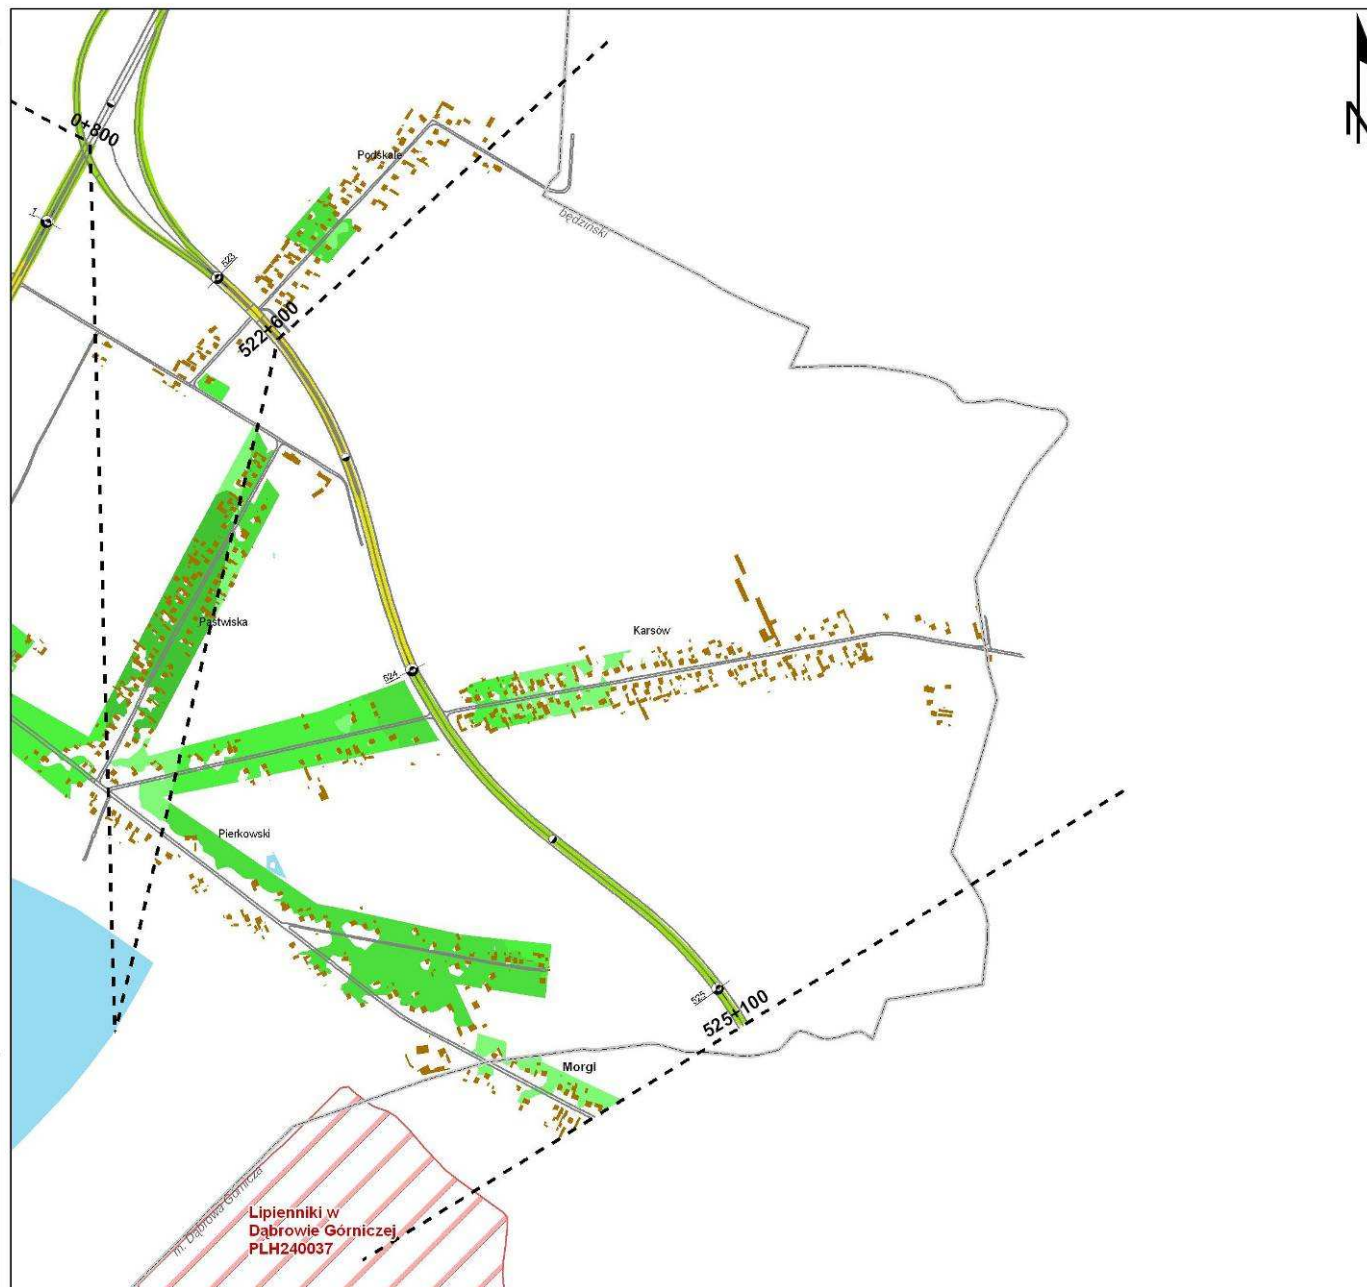 0+800
Podskale
N
1
będziński
523
522+600
Pastwiska
Karsów
524
Pierkowski
525
525+100
Morgi
m. Dąbrowa Górnicza
Lipienniki w
Dąbrowie Górniczej
PLH240037